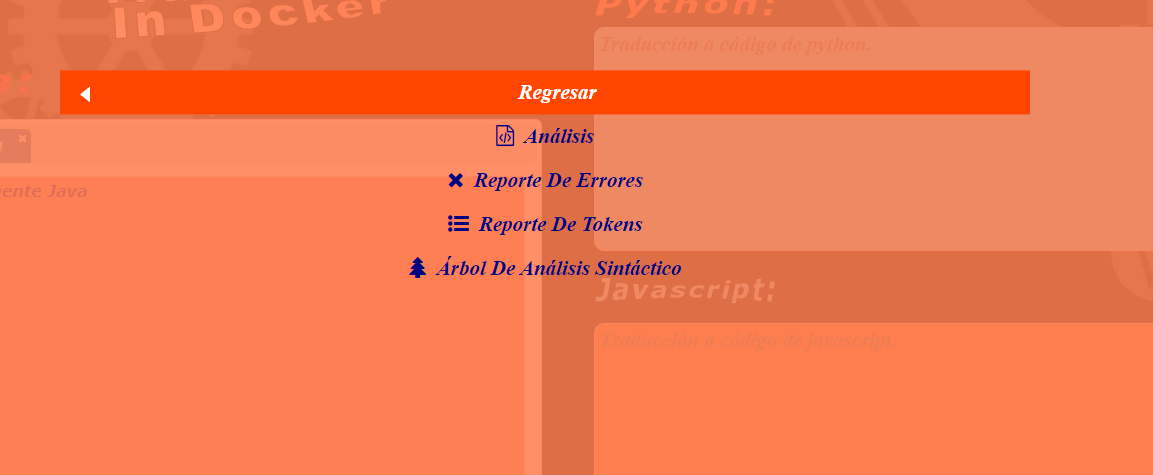 In Docker
Python:
Traducción a código de python.
Regresar
Análisis
Reporte De Errores
ente Java
Reporte De Tokens
Árbol De Análisis Sintáctico
Javascript:
Traducción a código de javascript.